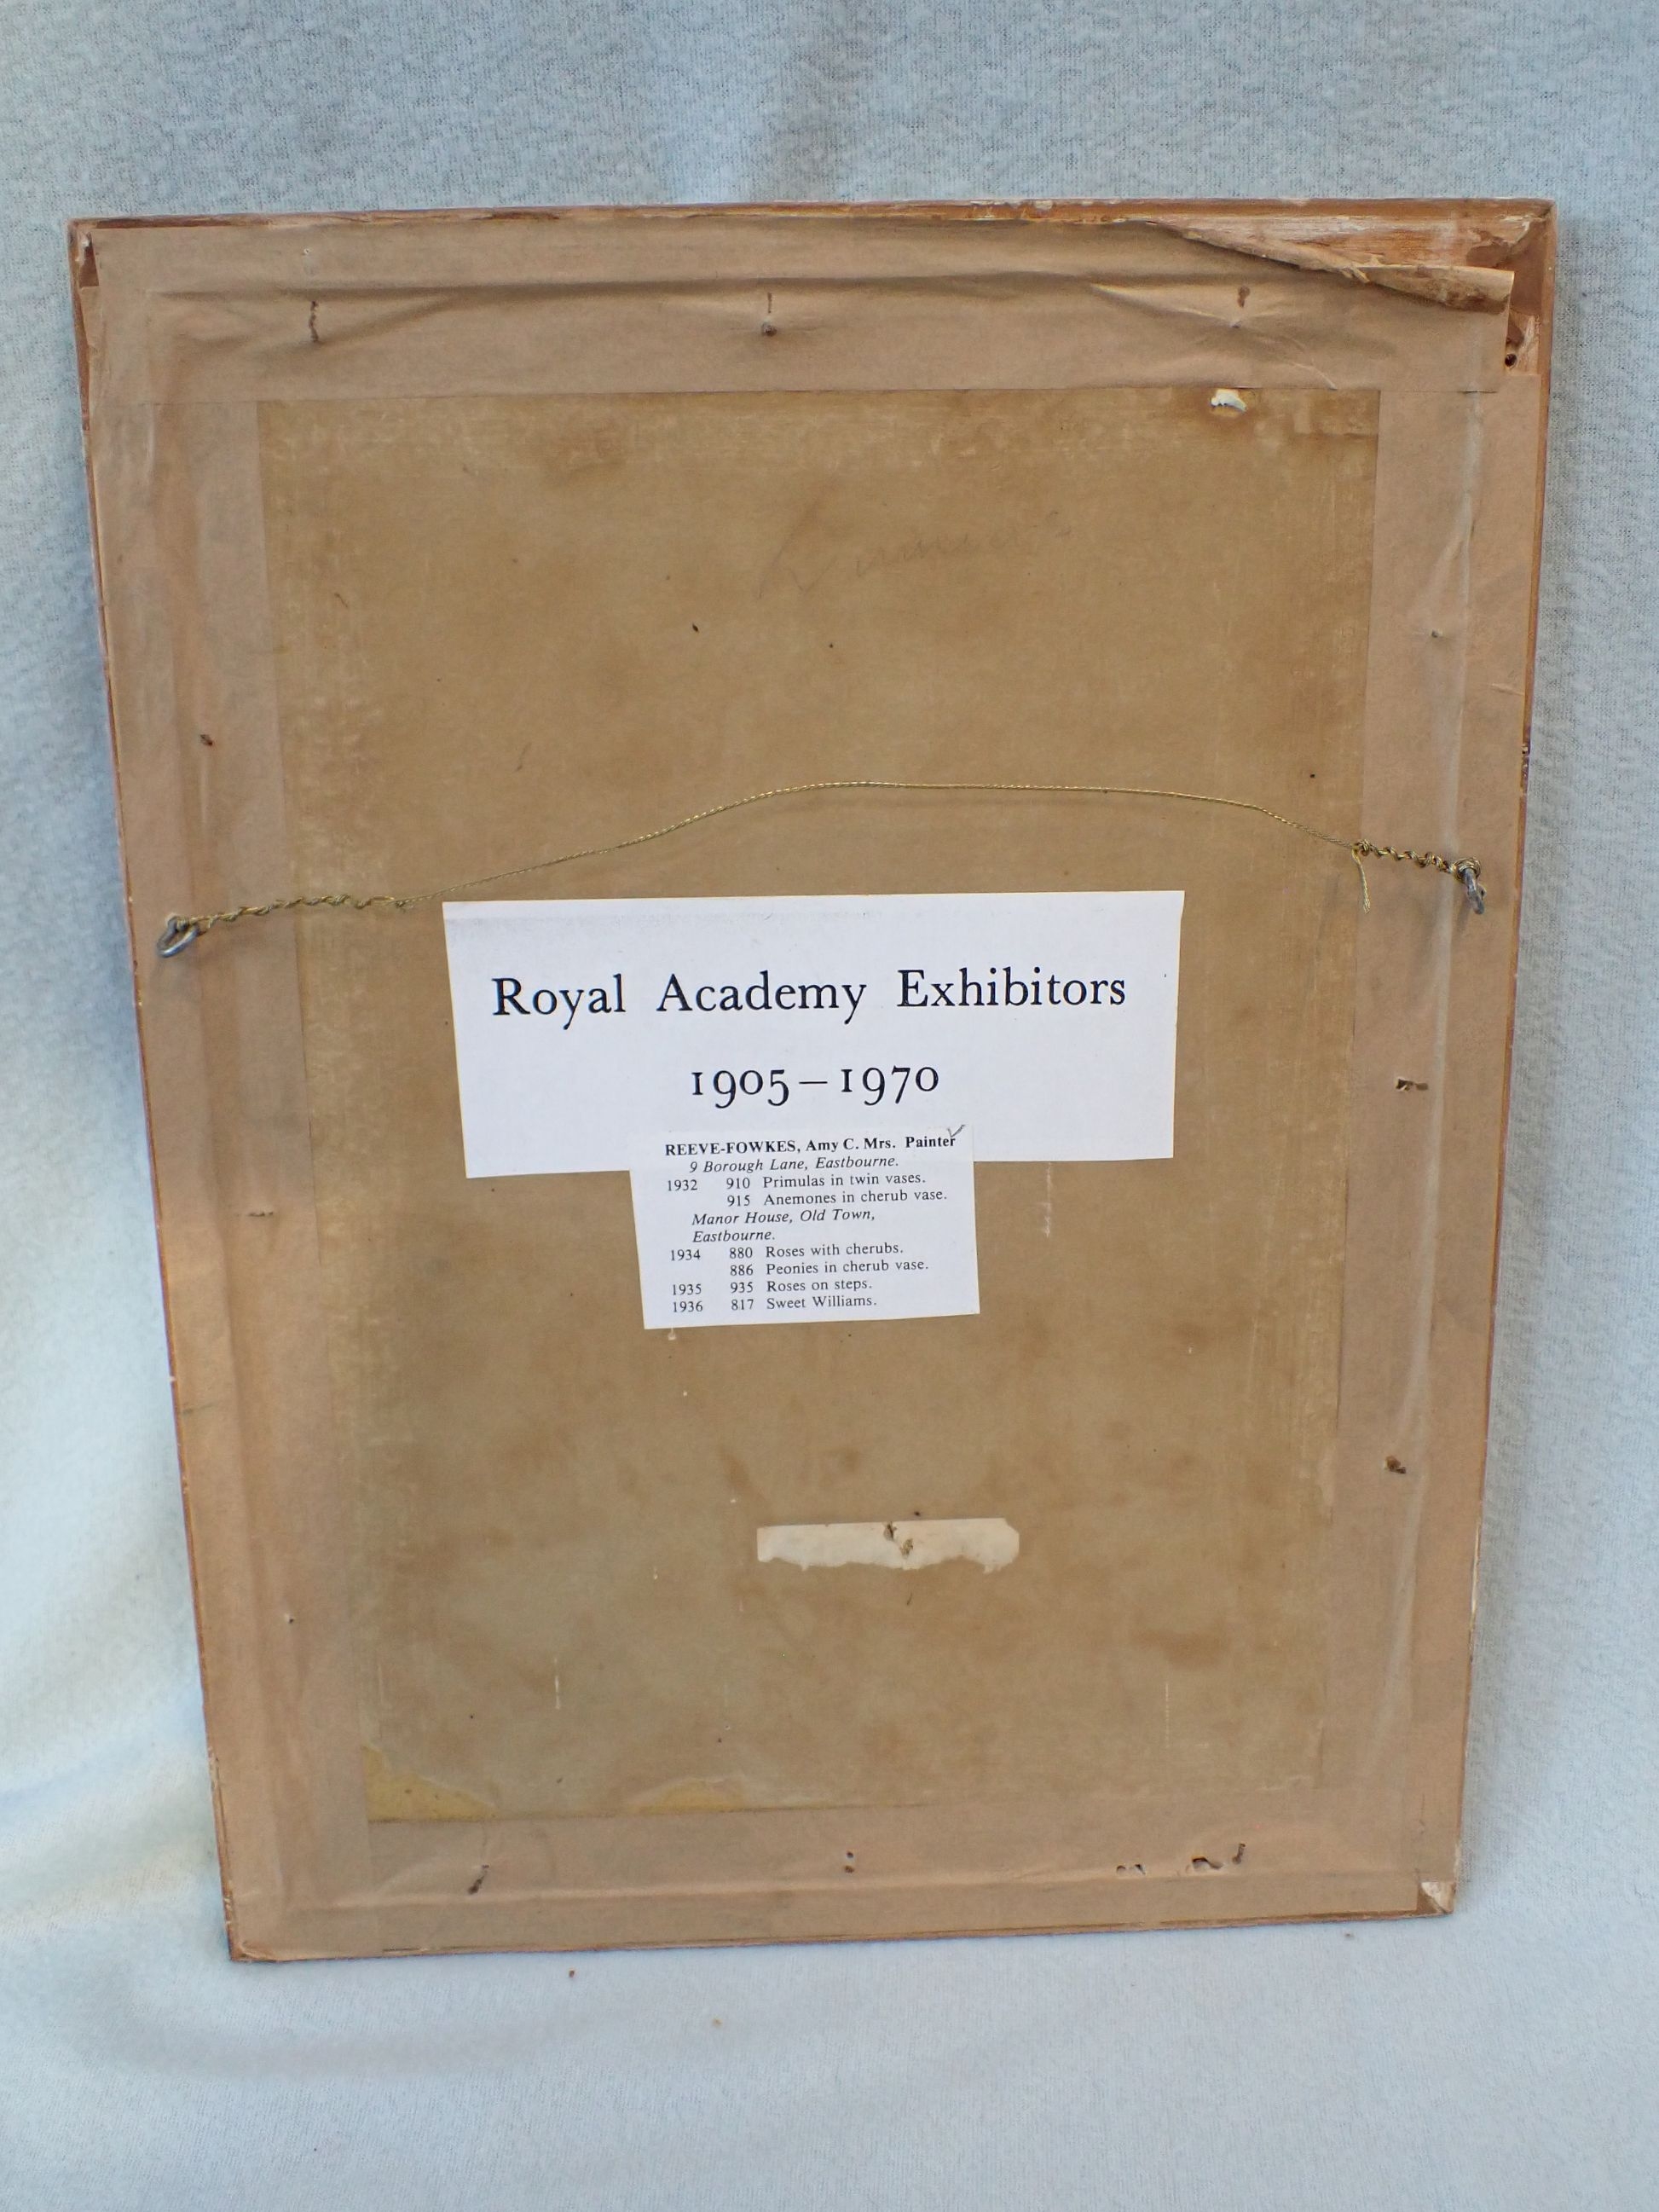 Royal Academy Exhibitors
1905–1970
REEVE-FOWKES, Amy C. Mrs. Painter
9 Borough Lane, Eastbourne.
1932 910 Primulas in twin vases.
915 Anemones in cherub vase.
Manor House, Old Town,
Eastbourne.
1934 880 Roses with cherubs.
886 Peonies in cherub vase.
1935 935 Roses on steps.
1936 817 Sweet Williams.